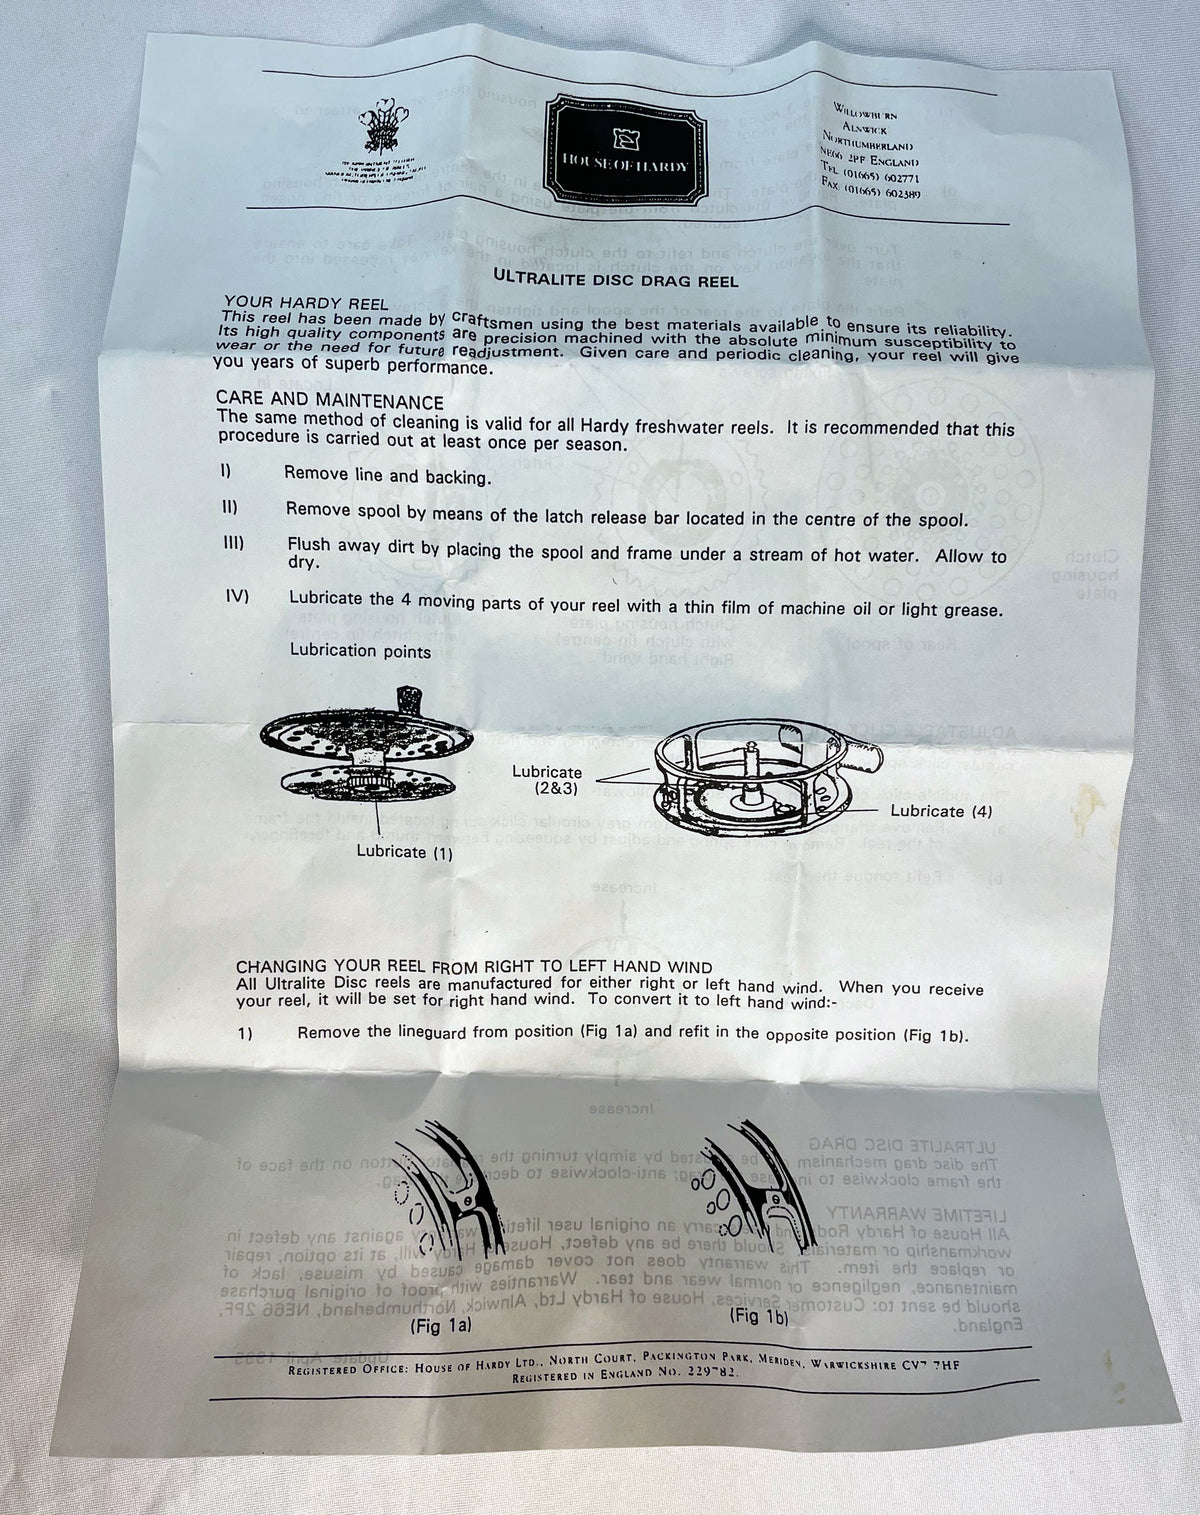 HOUSE OF HARDY
WILLOWBURN
ALNWICK
NORTHUMBERLAND
NE66 2PF ENGLAND
TEL (01665) 602771
FAX (01665) 602389
ULTRALITE DISC DRAG REEL
YOUR HARDY REEL
This reel has been made by craftsmen using the best materials available to ensure its reliability.
Its high quality components are precision machined with the absolute minimum susceptibility to
wear or the need for future readjustment. Given care and periodic cleaning, your reel will give
you years of superb performance.
CARE AND MAINTENANCE
The same method of cleaning is valid for all Hardy freshwater reels. It is recommended that this
procedure is carried out at least once per season.
I) Remove line and backing.
II) Remove spool by means of the latch release bar located in the centre of the spool.
III) Flush away dirt by placing the spool and frame under a stream of hot water. Allow to
dry.
IV) Lubricate the 4 moving parts of your reel with a thin film of machine oil or light grease.
Lubrication points
Lubricate
(2&3)
Lubricate (4)
Lubricate (1)
CHANGING YOUR REEL FROM RIGHT TO LEFT HAND WIND
All Ultralite Disc reels are manufactured for either right or left hand wind. When you receive
your reel, it will be set for right hand wind. To convert it to left hand wind:-
1) Remove the lineguard from position (Fig 1a) and refit in the opposite position (Fig 1b).
(Fig 1a)
(Fig 1b)
REGISTERED OFFICE: HOUSE OF HARDY LTD., NORTH COURT, PACKINGTON PARK, MERIDEN, WARWICKSHIRE CV7 7HF
REGISTERED IN ENGLAND NO. 229782.